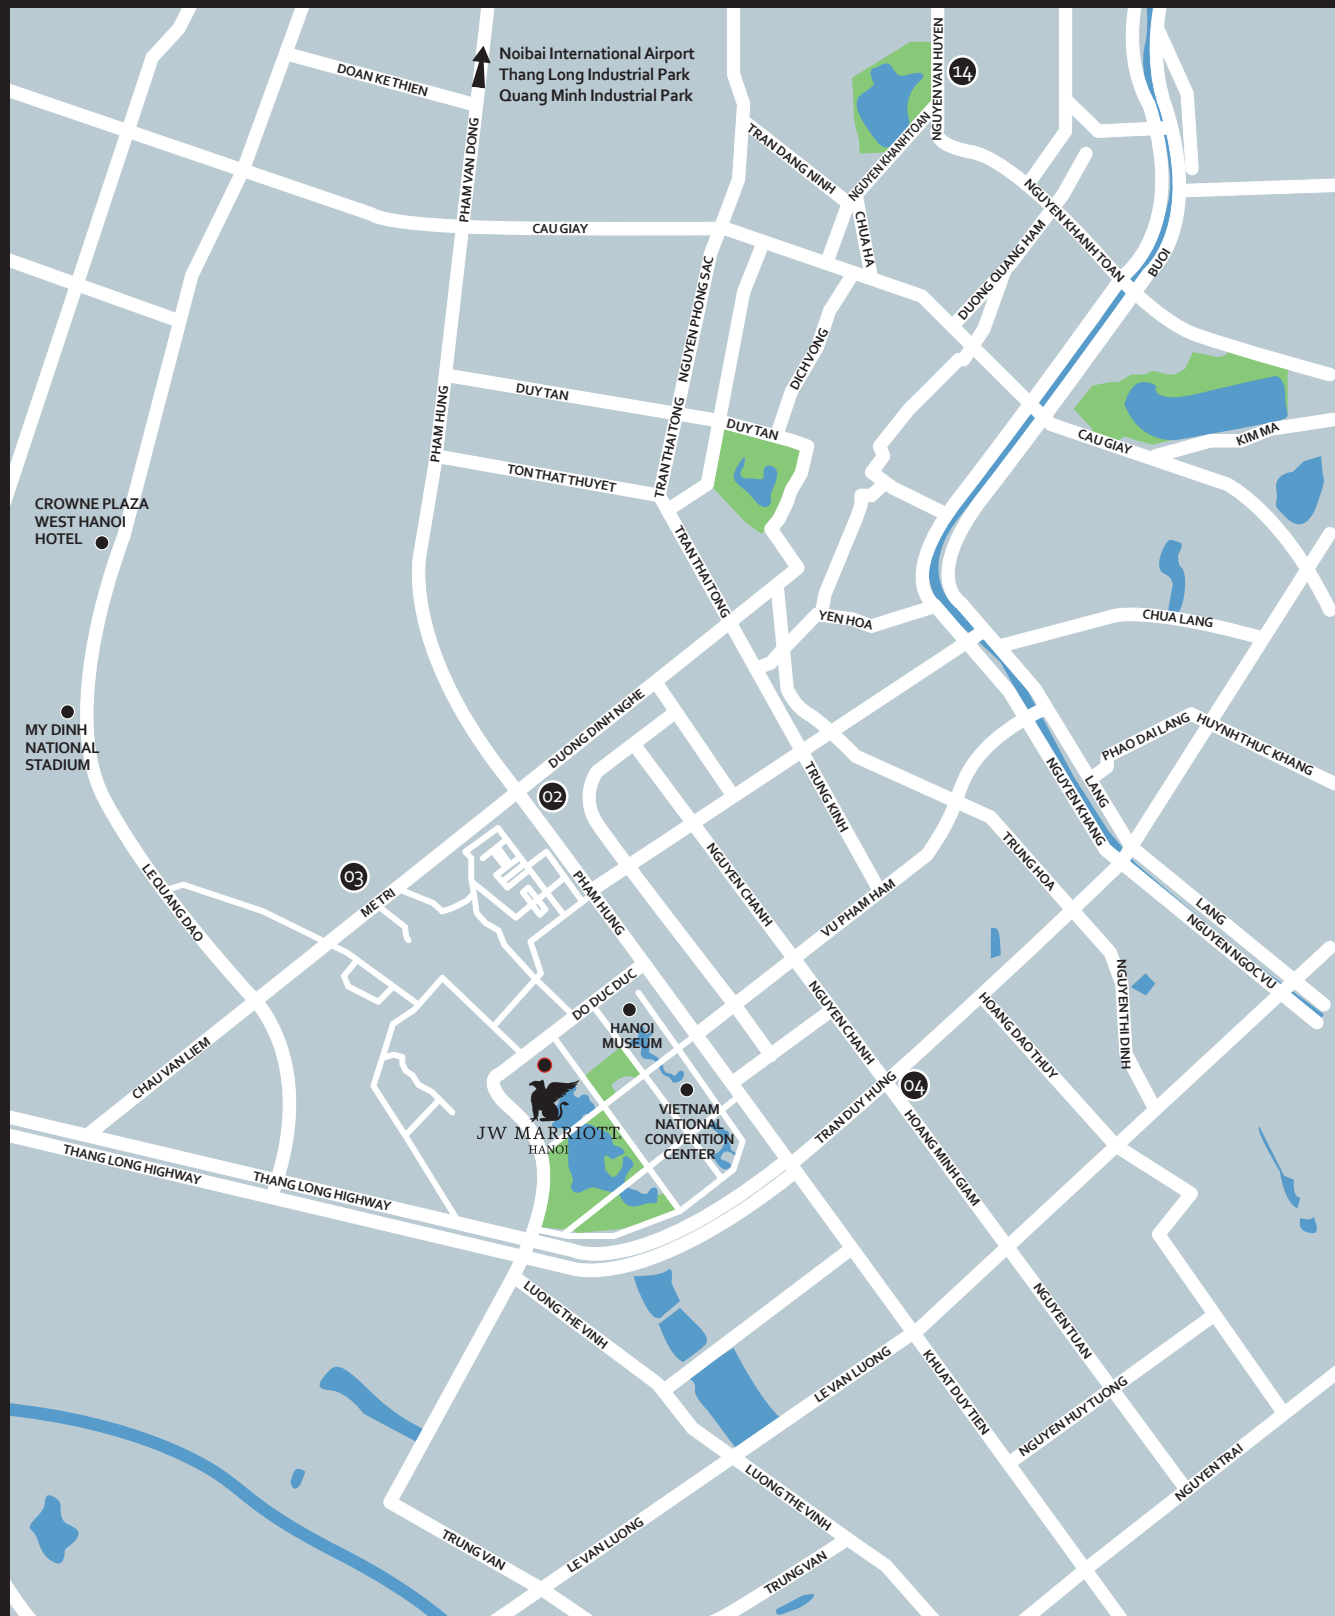 Noibai International Airport
Thang Long Industrial Park
Quang Minh Industrial Park
DOAN KE THIEN
PHAM VAN DONG
NGUYEN VAN HUYEN
14
TRAN DANG NINH
NGUYEN KHANH TOAN
CHUA HA
NGUYEN KHANH TOAN
CAU GIAY
DUONG QUANG HAM
BUOI
NGUYEN PHONG SAC
DICH VONG
PHAM HUNG
DUY TAN
TRAN THAI TONG
DUY TAN
CAU GIAY
KIM MA
TON THAT THUYET
CROWNE PLAZA
WEST HANOI
HOTEL
TRAN THAI TONG
YEN HOA
CHUA LANG
MY DINH
NATIONAL
STADIUM
DUONG DINH NGHE
PHAO DAI LANG
HUYNH THUC KHANG
02
TRUNG KINH
NGUYEN KHANG
LANG
03
ME TRI
LE QUANG DAO
PHAM HUNG
NGUYEN CHANH
VU PHAM HAM
TRUNG HOA
LANG
NGUYEN NGOC VU
DO DUC DUC
HANOI
MUSEUM
NGUYEN CHANH
HOANG DAO THUY
NGUYEN THI DINH
CHAU VAN LIEM
VIETNAM
NATIONAL
CONVENTION
CENTER
JW MARRIOTT
HANOI
04
TRAN DUY HUNG
HOANG MINH GIAM
THANG LONG HIGHWAY
THANG LONG HIGHWAY
LUONG THE VINH
NGUYEN TUAN
LE VAN LUONG
KHUAT DUY TIEN
NGUYEN HUY TUONG
NGUYEN TRAI
LUONG THE VINH
TRUNG VAN
LE VAN LUONG
TRUNG VAN